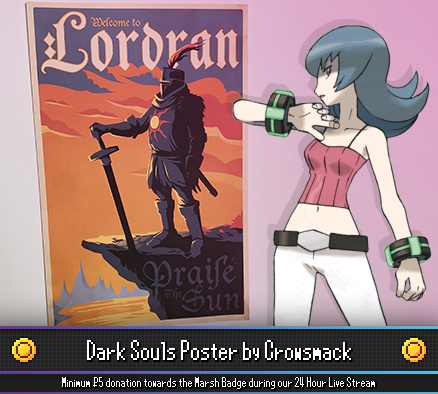 Welcome to
Lordran
Praise
the
Sun
Dark Souls Poster by Crowsmack
Minimum £5 donation towards the Marsh Badge during our 24 Hour Live Stream